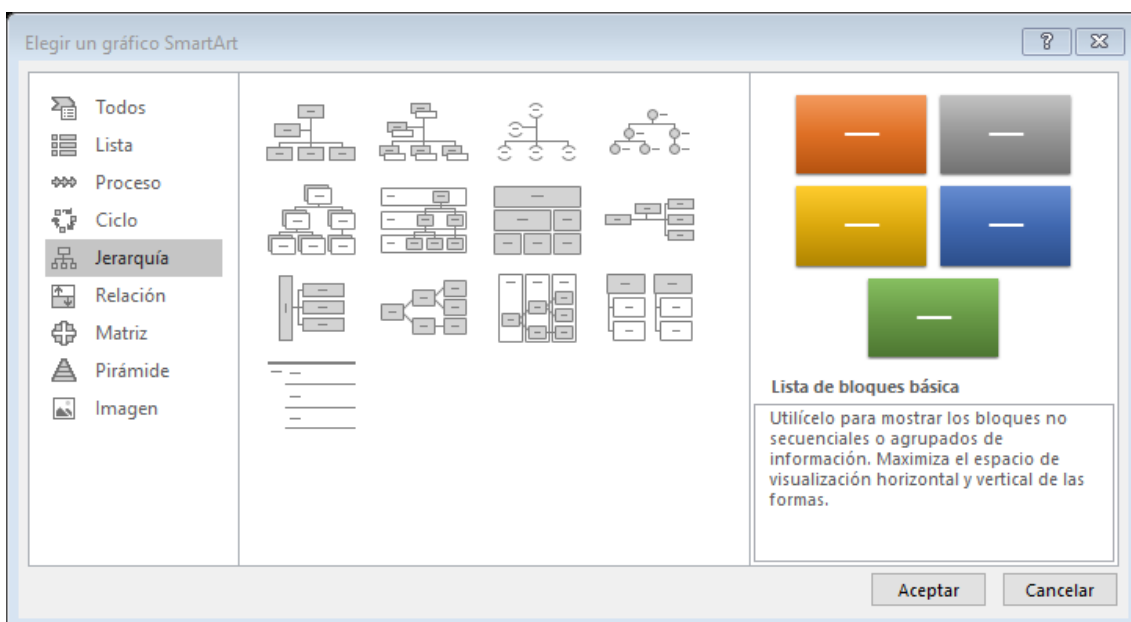 Elegir un gráfico SmartArt
Todos
Lista
Proceso
Ciclo
Jerarquía
Relación
Matriz
Pirámide
Imagen
Lista de bloques básica
Utilícelo para mostrar los bloques no
secuenciales o agrupados de
información. Maximiza el espacio de
visualización horizontal y vertical de las
formas.
Aceptar
Cancelar